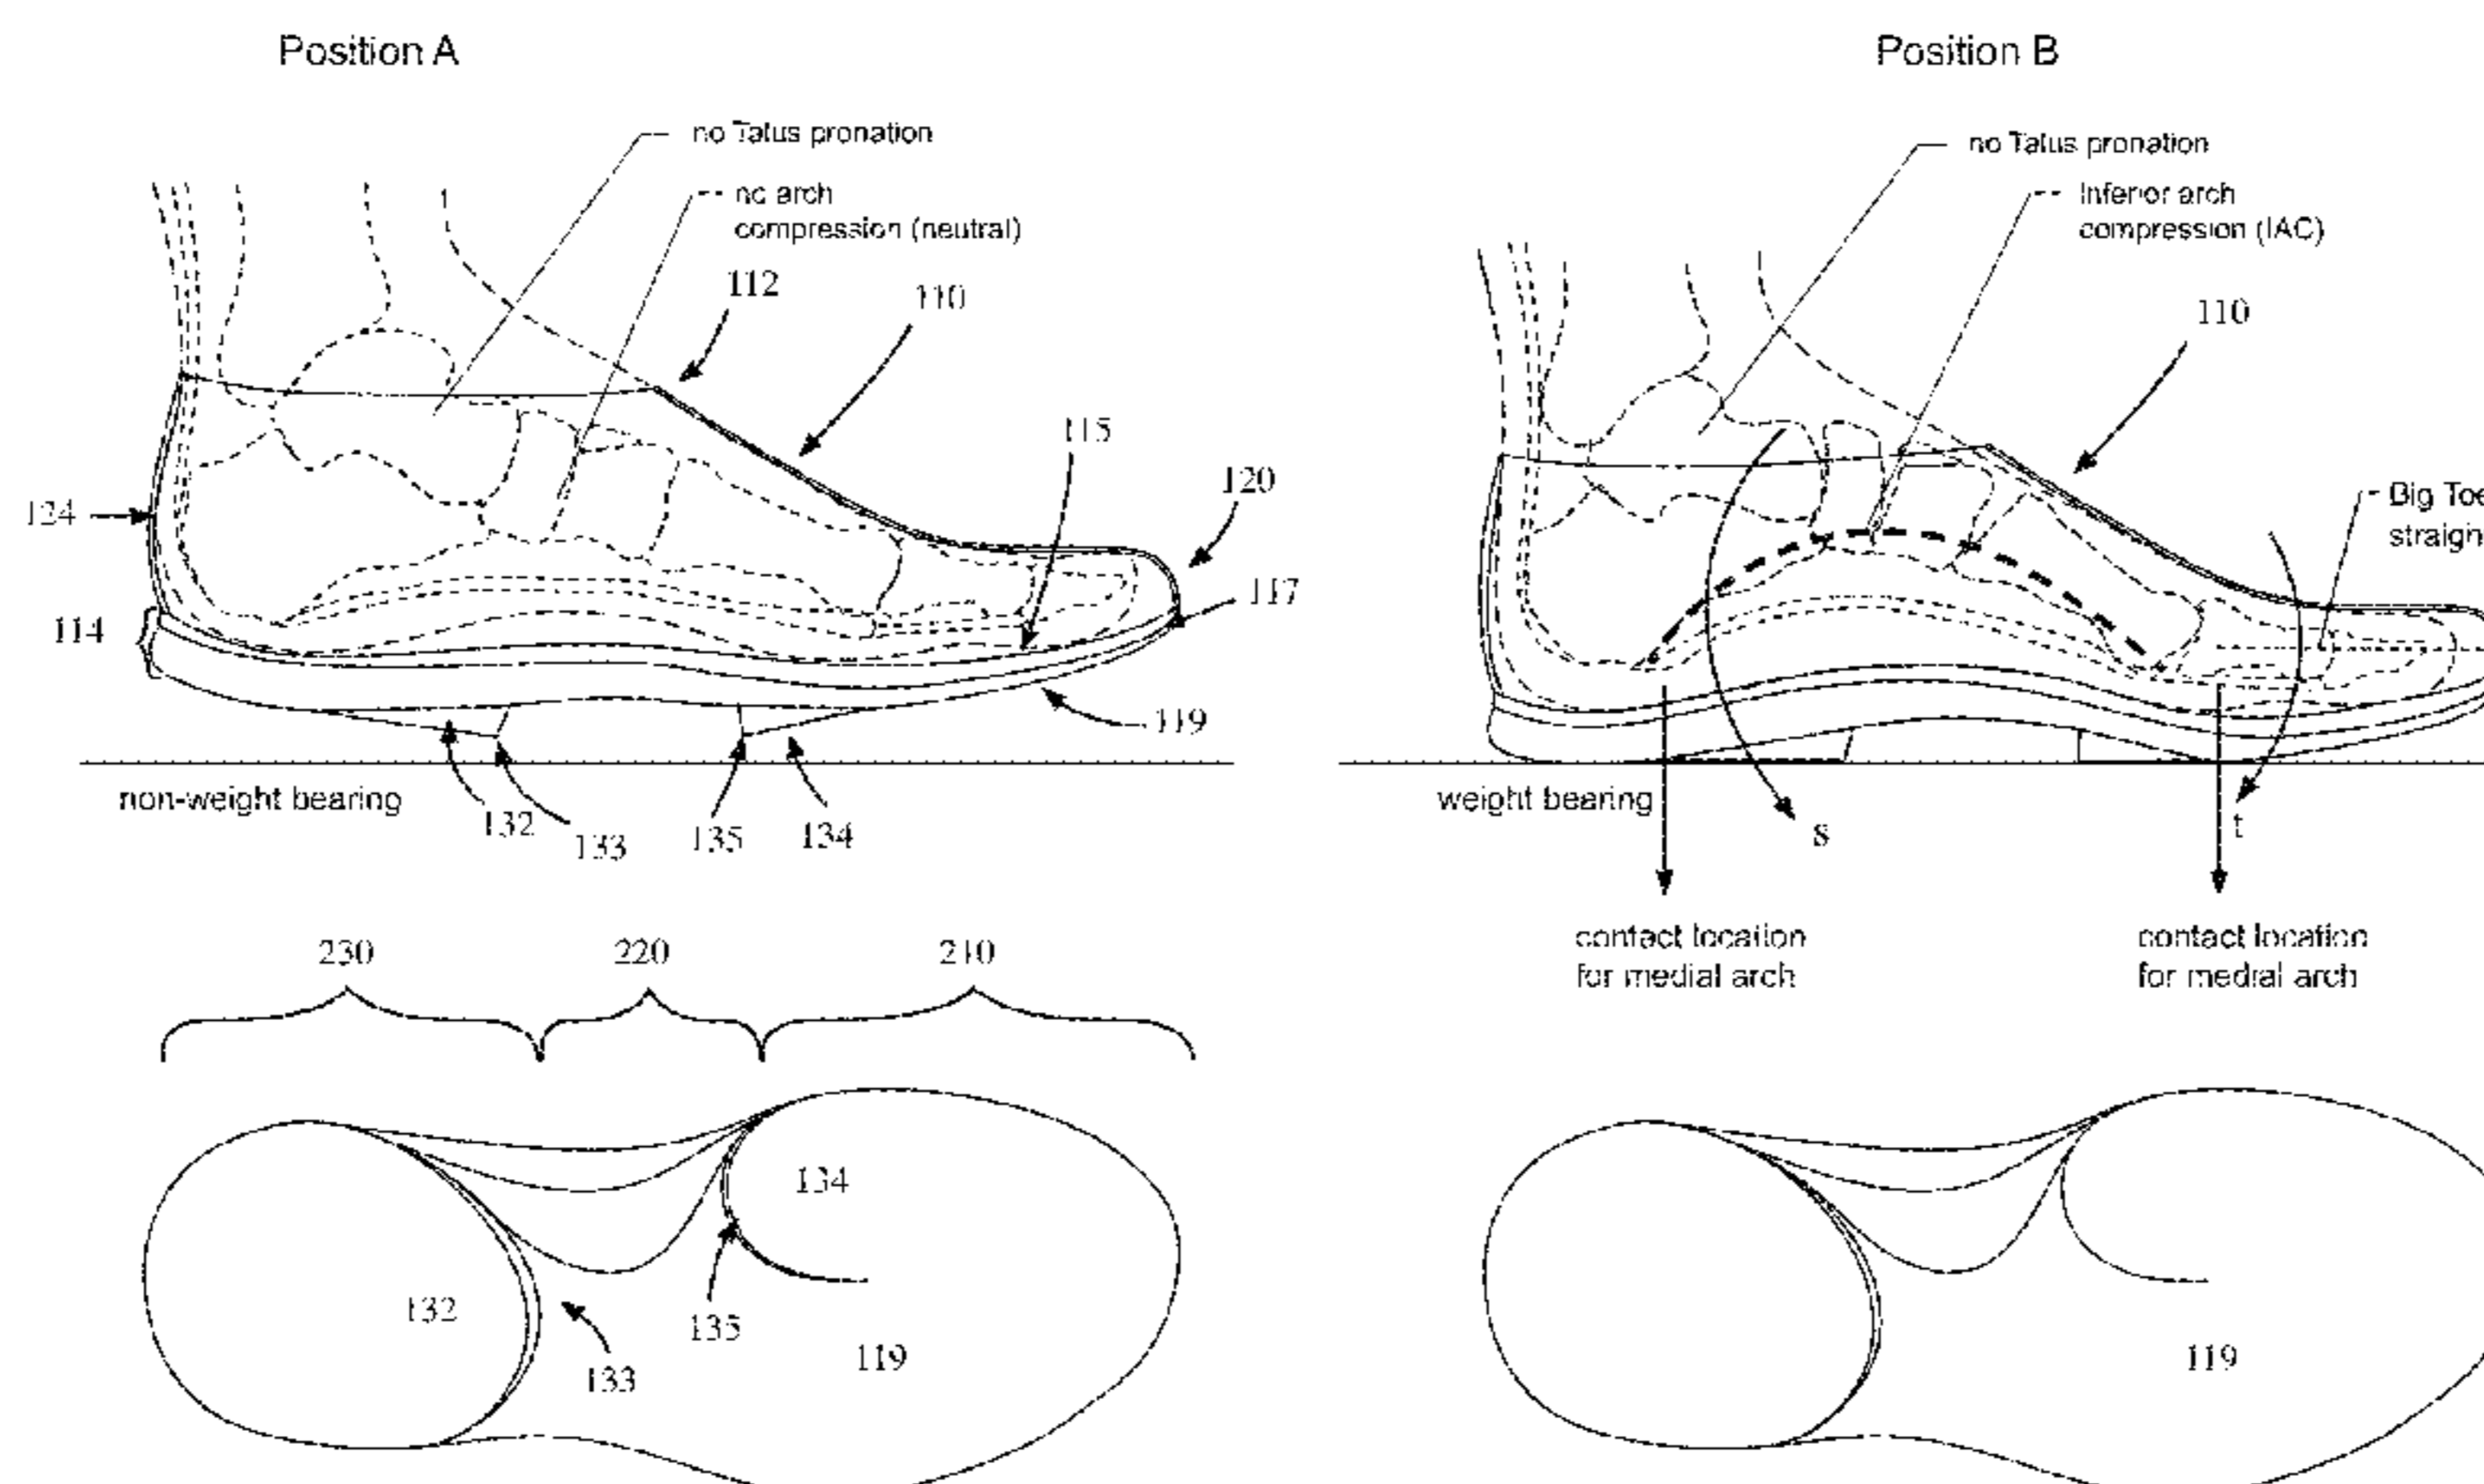 Position A
Position B
no Talus pronation
no arch
compression (neutral)
112
110
115
120
117
124
114
119
non-weight bearing
132
133
135
134
no Talus pronation
Inferior arch
compression (IAC)
110
Big Toe
straigh
weight bearing
s
t
contact location
for medial arch
contact location
for medial arch
230
220
210
134
132
135
133
119
119